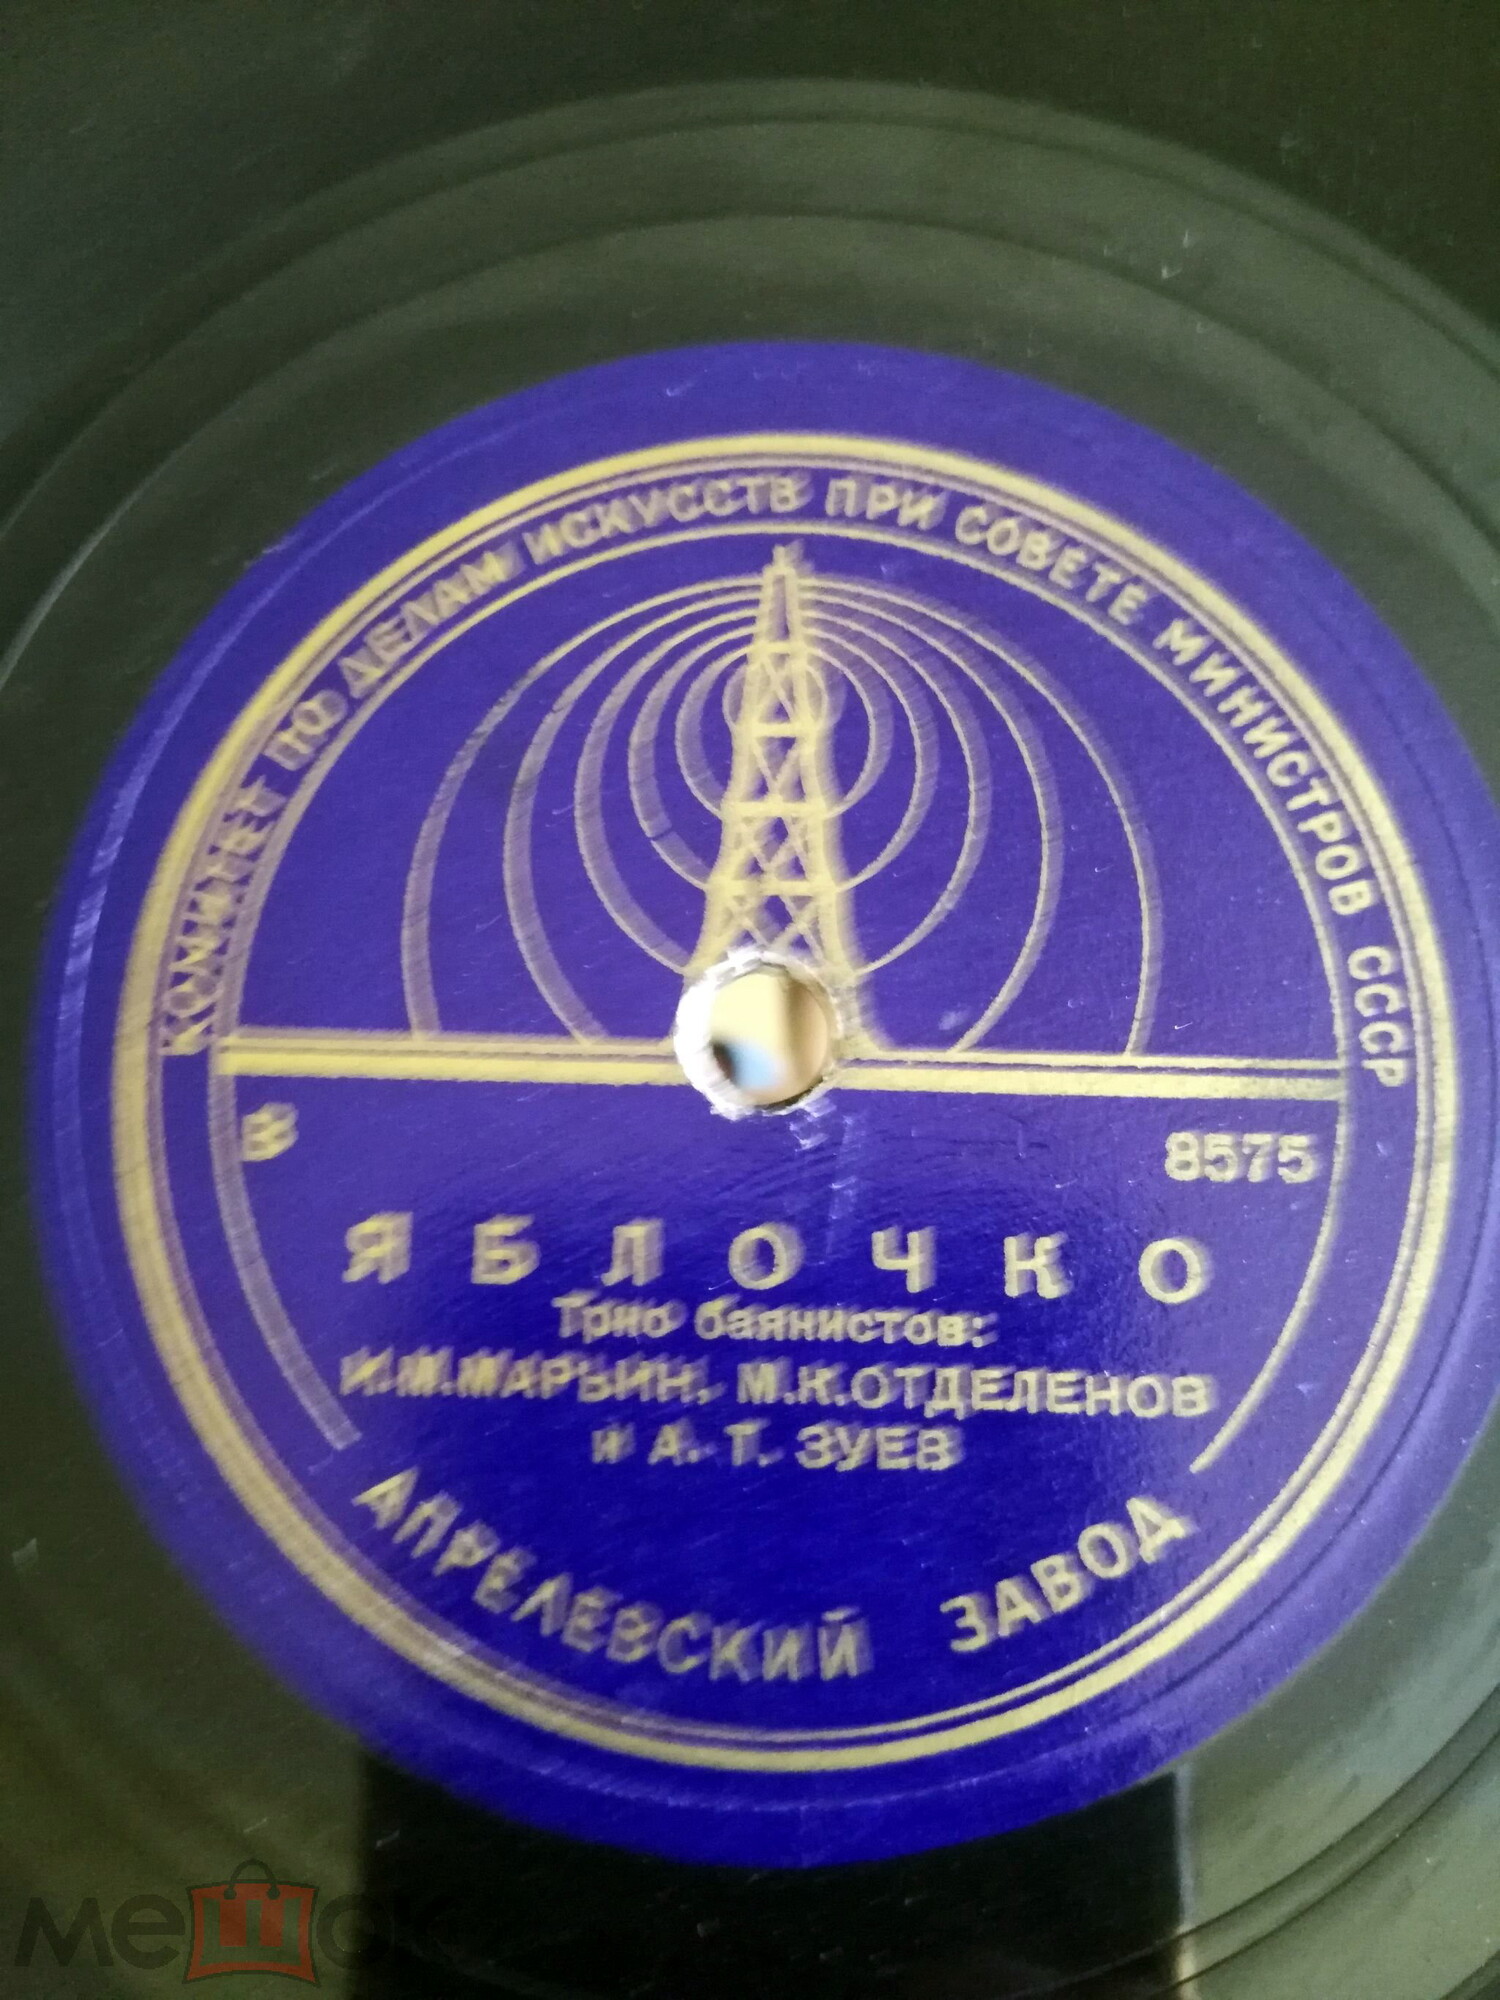 КОМИТЕТ ПО ДЕЛАМ ИСКУССТВ ПРИ СОВЕТЕ МИНИСТРОВ СССР
В 8575
ЯБЛОЧКО
Трио баянистов:
И.М.МАРЬИН, М.К.ОТДЕЛЕНОВ
и А. Т. ЗУЕВ
АПРЕЛЕВСКИЙ ЗАВОД
мешок